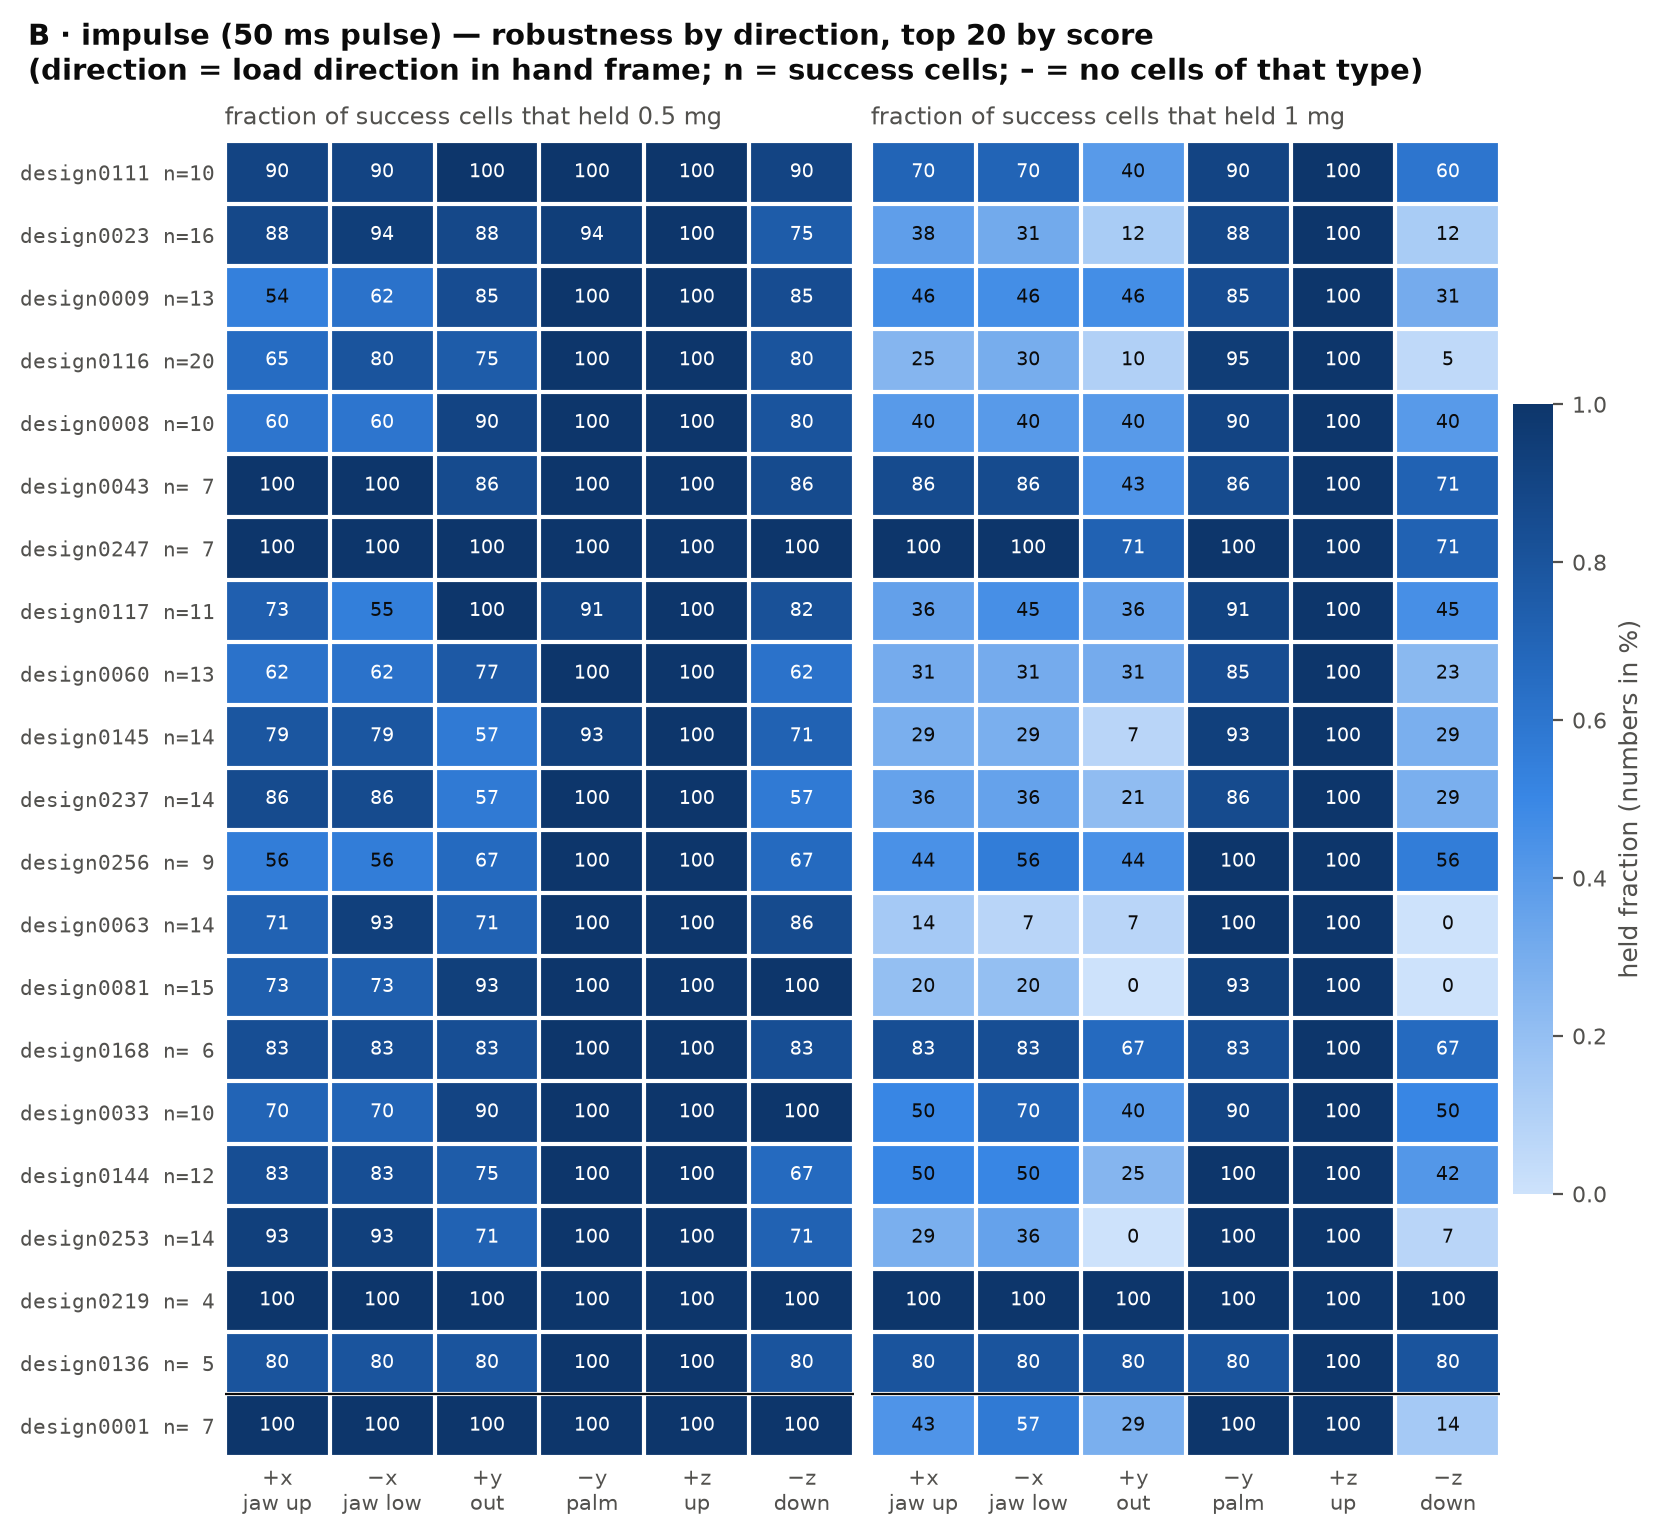 B · impulse (50 ms pulse) — robustness by direction, top 20 by score
(direction = load direction in hand frame; n = success cells; – = no cells of that type)
fraction of success cells that held 0.5 mg
fraction of success cells that held 1 mg
design0111 n=10 90 90 100 100 100 90 70 70 40 90 100 60
design0023 n=16 88 94 88 94 100 75 38 31 12 88 100 12
design0009 n=13 54 62 85 100 100 85 46 46 46 85 100 31
design0116 n=20 65 80 75 100 100 80 25 30 10 95 100 5
design0008 n=10 60 60 90 100 100 80 40 40 40 90 100 40
design0043 n= 7 100 100 86 100 100 86 86 86 43 86 100 71
design0247 n= 7 100 100 100 100 100 100 100 100 71 100 100 71
design0117 n=11 73 55 100 91 100 82 36 45 36 91 100 45
design0060 n=13 62 62 77 100 100 62 31 31 31 85 100 23
design0145 n=14 79 79 57 93 100 71 29 29 7 93 100 29
design0237 n=14 86 86 57 100 100 57 36 36 21 86 100 29
design0256 n= 9 56 56 67 100 100 67 44 56 44 100 100 56
design0063 n=14 71 93 71 100 100 86 14 7 7 100 100 0
design0081 n=15 73 73 93 100 100 100 20 20 0 93 100 0
design0168 n= 6 83 83 83 100 100 83 83 83 67 83 100 67
design0033 n=10 70 70 90 100 100 100 50 70 40 90 100 50
design0144 n=12 83 83 75 100 100 67 50 50 25 100 100 42
design0253 n=14 93 93 71 100 100 71 29 36 0 100 100 7
design0219 n= 4 100 100 100 100 100 100 100 100 100 100 100 100
design0136 n= 5 80 80 80 100 100 80 80 80 80 80 100 80
design0001 n= 7 100 100 100 100 100 100 43 57 29 100 100 14
+x −x +y −y +z −z +x −x +y −y +z −z
jaw up jaw low out palm up down jaw up jaw low out palm up down
1.0
0.8
0.6
0.4
0.2
0.0
held fraction (numbers in %)